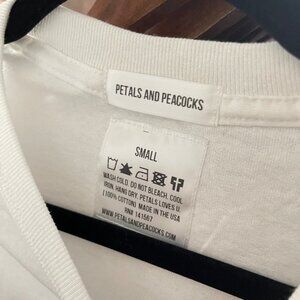 PETALS AND PEACOCKS
SMALL
WASH COLD. DO NOT BLEACH. COOL
IRON. HANG DRY. PETALS LOVES U
(100% COTTON). MADE IN THE USA
RN# 141567
WWW.PETALSANDPEACOCKS.COM